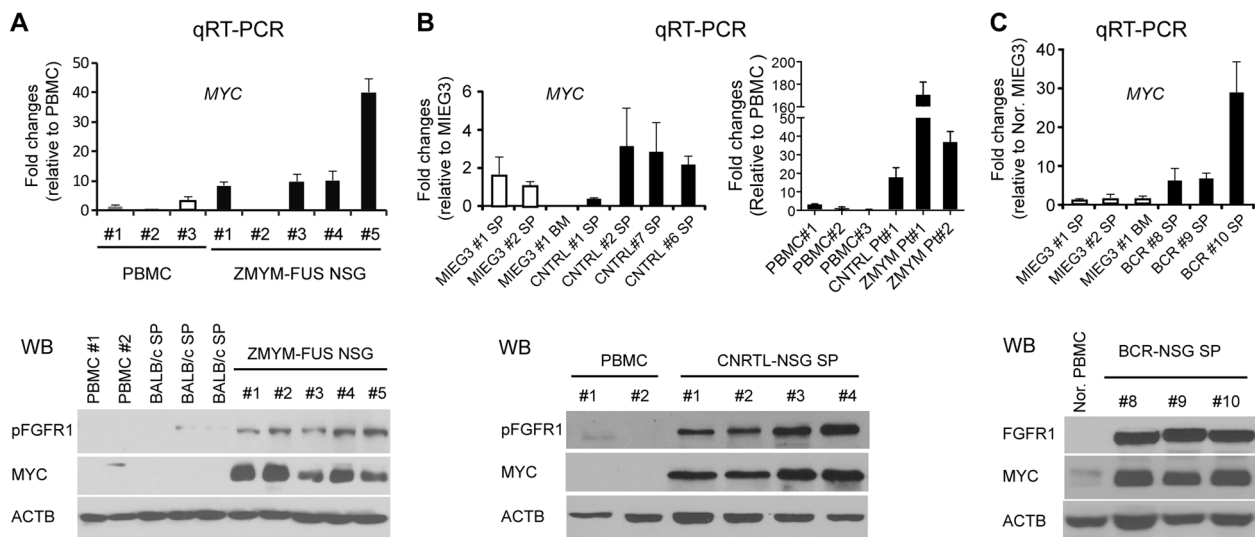 A
qRT-PCR
Fold changes
(relative to PBMC)
50
40
30
20
10
0
MYC
#1 #2 #3 #1 #2 #3 #4 #5
PBMC ZMYM-FUS NSG
WB
PBMC #1
PBMC #2
BALB/c SP
BALB/c SP
BALB/c SP
ZMYM-FUS NSG
#1 #2 #3 #4 #5
pFGFR1
MYC
ACTB
B
qRT-PCR
Fold changes
(relative to MIEG3)
6
4
2
0
MYC
MIEG3 #1 SP
MIEG3 #2 SP
MIEG3 #1 BM
CNTRL #1 SP
CNTRL #2 SP
CNTRL #7 SP
CNTRL #6 SP
Fold changes
(Relative to PBMC )
200
150
100
50
40
30
20
10
0
PBMC#1
PBMC#2
PBMC#3
CNTRL Pt#1
ZMYM Pt#1
ZMYM Pt#2
WB
PBMC CNRTL-NSG SP
#1 #2 #1 #2 #3 #4
pFGFR1
MYC
ACTB
C
qRT-PCR
Fold changes
(relative to Nor. MIEG3)
40
30
20
10
0
MYC
MIEG3 #1 SP
MIEG3 #2 SP
MIEG3 #1 BM
BCR #8 SP
BCR #9 SP
BCR #10 SP
WB
Nor. PBMC
BCR-NSG SP
#8 #9 #10
FGFR1
MYC
ACTB